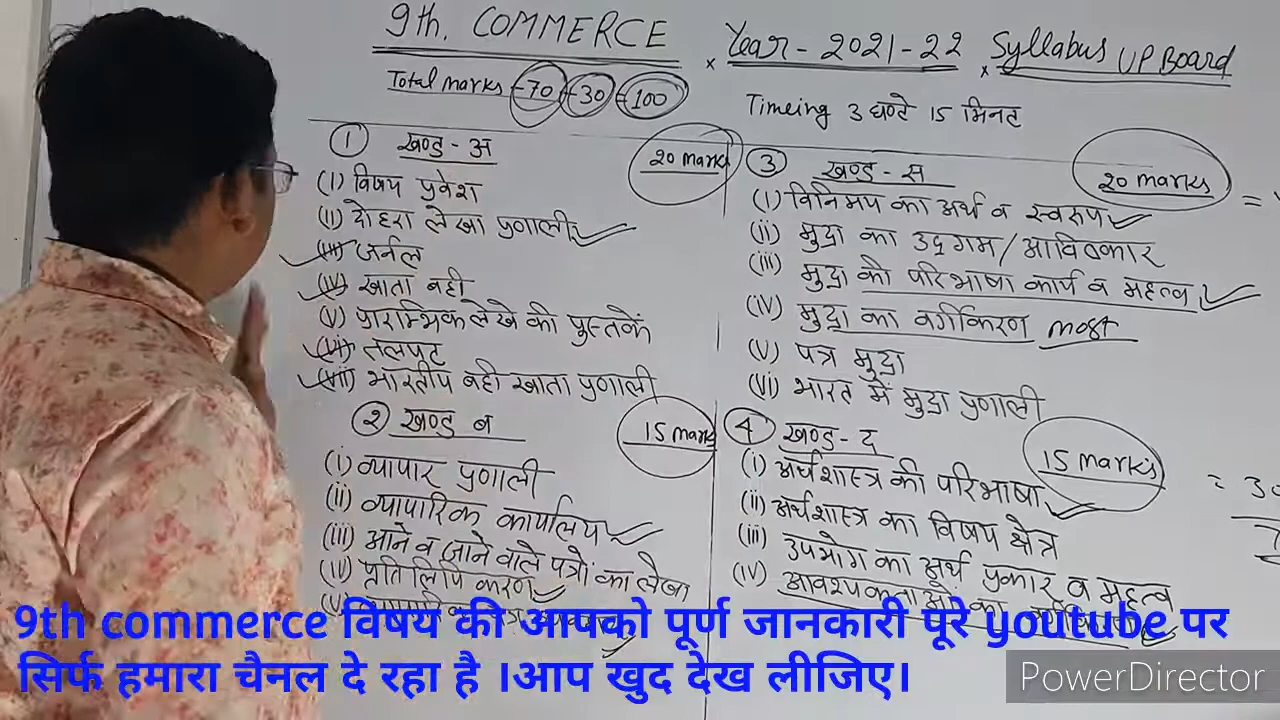 9th. COMMERCE × Year - 2021-22 × Syllabus UP Board
Total marks -70 -30 -100
Timeing 3 घण्टे 15 मिनट
1 खण्ड - अ 20 mark
(I) विषय प्रवेश
(II) दोहरा लेखा प्रणाली
(III) जर्नल
(IV) खाता बही
(V) प्रारम्भिक लेखे की पुस्तकें
(VI) तलपट
(VII) भारतीय बही खाता प्रणाली
2 खण्ड ब 15 mark
(i) व्यापार प्रणाली
(ii) व्यापारिक कार्यालय
(iii) आने व जाने वाले पत्रों का लेखा
(IV) प्रतिलिपि करण
3 खण्ड - स 20 marks
(i) विनिमय का अर्थ व स्वरूप
(ii) मुद्रा का उद्गम/आविष्कार
(iii) मुद्रा की परिभाषा कार्य व महत्व
(iv) मुद्रा का वर्गीकरण most
(v) पत्र मुद्रा
(vi) भारत में मुद्रा प्रणाली
4 खण्ड - द 15 marks
(i) अर्थशास्त्र की परिभाषा
(ii) अर्थशास्त्र का विषय क्षेत्र
(iii) उपभोग का अर्थ प्रकार व महत्व
(IV) आवश्यकताओं का
9th commerce विषय की आपको पूर्ण जानकारी पूरे youtube पर
सिर्फ हमारा चैनल दे रहा है ।आप खुद देख लीजिए।
PowerDirector